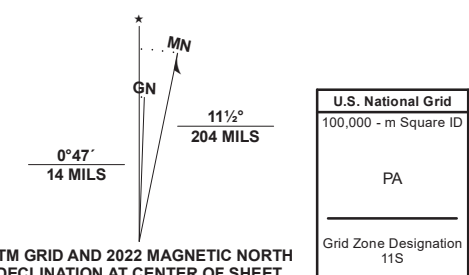 ★
MN
GN
11½°
204 MILS
0°47´
14 MILS
TM GRID AND 2022 MAGNETIC NORTH
DECLINATION AT CENTER OF SHEET
U.S. National Grid
100,000 - m Square ID
PA
Grid Zone Designation
11S